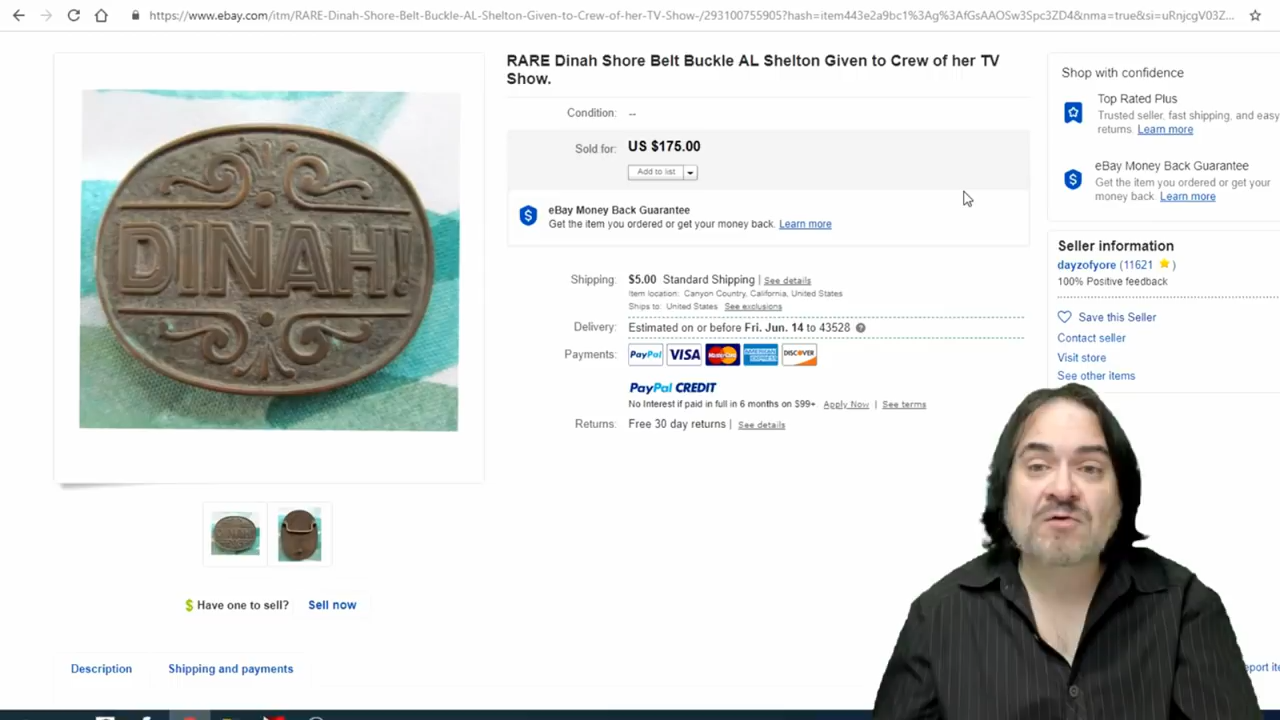 https://www.ebay.com/itm/RARE-Dinah-Shore-Belt-Buckle-AL-Shelton-Given-to-Crew-of-her-TV-Show-/293100755905?hash=item443e2a9bc1%3Ag%3AfGsAAOSw3Spc3ZD4&nma=true&si=uRnjcgV03Z...
RARE Dinah Shore Belt Buckle AL Shelton Given to Crew of her TV
Show.
Condition: --
Sold for: US $175.00
Add to list
eBay Money Back Guarantee
Get the item you ordered or get your money back. Learn more
Shipping: $5.00 Standard Shipping | See details
Item location: Canyon Country, California, United States
Ships to: United States See exclusions
Delivery: Estimated on or before Fri. Jun. 14 to 43528
Payments: PayPal VISA MasterCard AMERICAN EXPRESS DISCOVER
PayPal CREDIT
No Interest if paid in full in 6 months on $99+ Apply Now | See terms
Returns: Free 30 day returns | See details
DINAH!
$ Have one to sell? Sell now
Description Shipping and payments
Shop with confidence
Top Rated Plus
Trusted seller, fast shipping, and easy
returns. Learn more
eBay Money Back Guarantee
Get the item you ordered or get your
money back. Learn more
Seller information
dayzofyore (11621 )
100% Positive feedback
Save this Seller
Contact seller
Visit store
See other items
port ite